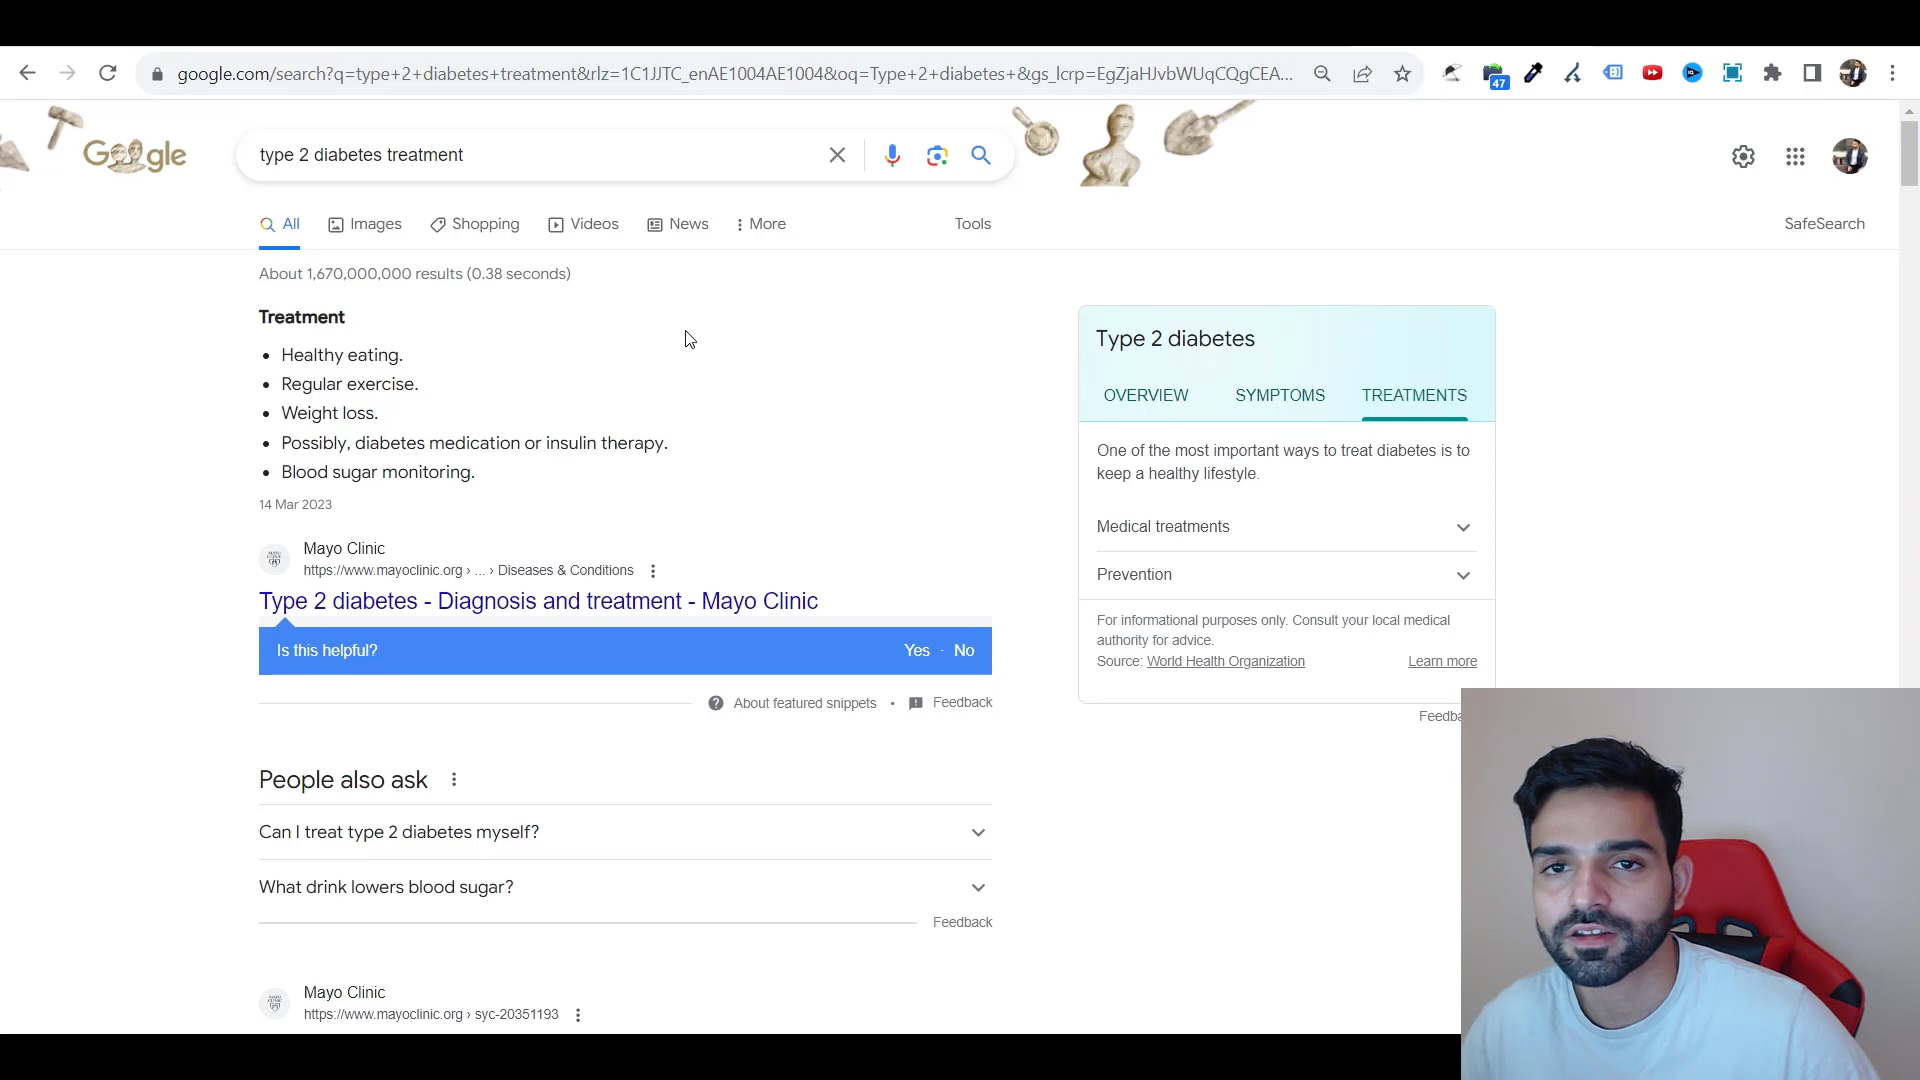 google.com/search?q=type+2+diabetes+treatment&rlz=1C1JJTC_enAE1004AE1004&oq=Type+2+diabetes+&gs_lcrp=EgZjaHJvbWUqCQgCEA...
47
Google
type 2 diabetes treatment
All
Images
Shopping
Videos
News
More
Tools
SafeSearch
About 1,670,000,000 results (0.38 seconds)
Treatment
• Healthy eating.
• Regular exercise.
• Weight loss.
• Possibly, diabetes medication or insulin therapy.
• Blood sugar monitoring.
14 Mar 2023
Mayo Clinic
https://www.mayoclinic.org › ... › Diseases & Conditions
Type 2 diabetes - Diagnosis and treatment - Mayo Clinic
Is this helpful?
Yes · No
About featured snippets • Feedback
People also ask
Can I treat type 2 diabetes myself?
What drink lowers blood sugar?
Feedback
Mayo Clinic
https://www.mayoclinic.org › syc-20351193
Type 2 diabetes
OVERVIEW
SYMPTOMS
TREATMENTS
One of the most important ways to treat diabetes is to
keep a healthy lifestyle.
Medical treatments
Prevention
For informational purposes only. Consult your local medical
authority for advice.
Source: World Health Organization
Learn more
Feedba